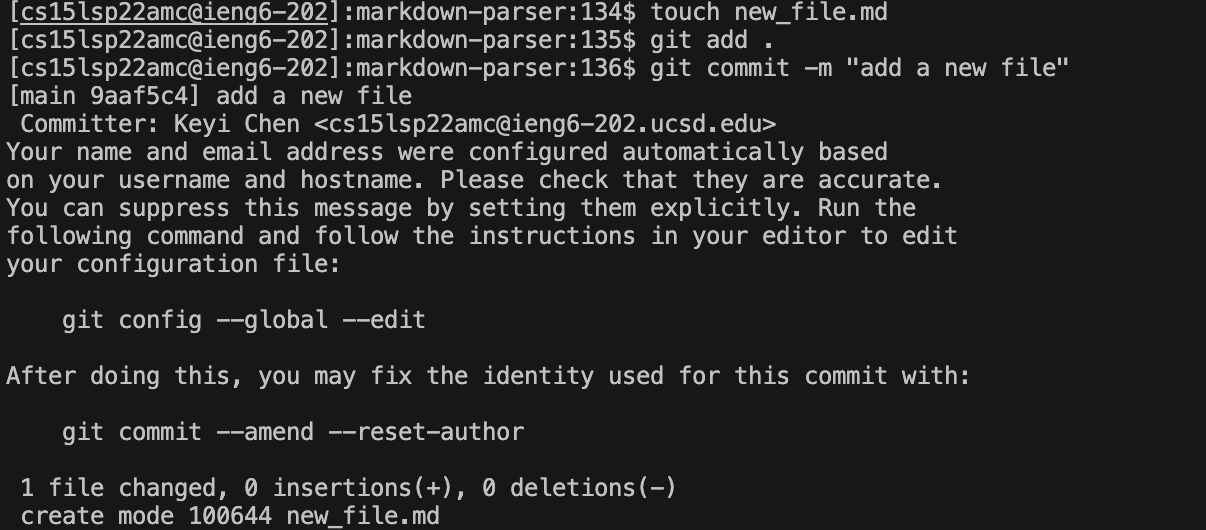 [cs15lsp22amc@ieng6-202]:markdown-parser:134$ touch new_file.md
[cs15lsp22amc@ieng6-202]:markdown-parser:135$ git add .
[cs15lsp22amc@ieng6-202]:markdown-parser:136$ git commit -m "add a new file"
[main 9aaf5c4] add a new file
 Committer: Keyi Chen <cs15lsp22amc@ieng6-202.ucsd.edu>
Your name and email address were configured automatically based
on your username and hostname. Please check that they are accurate.
You can suppress this message by setting them explicitly. Run the
following command and follow the instructions in your editor to edit
your configuration file:

    git config --global --edit

After doing this, you may fix the identity used for this commit with:

    git commit --amend --reset-author

 1 file changed, 0 insertions(+), 0 deletions(-)
 create mode 100644 new_file.md